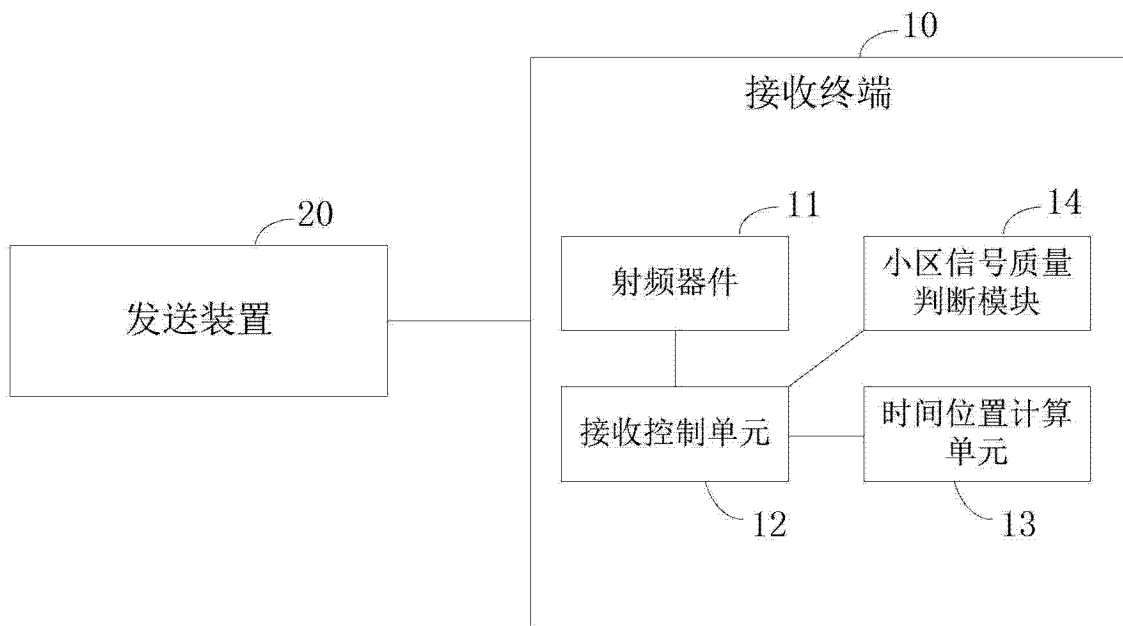 10
接收终端
20
发送装置
11
射频器件
14
小区信号质量
判断模块
接收控制单元
12
时间位置计算
单元
13